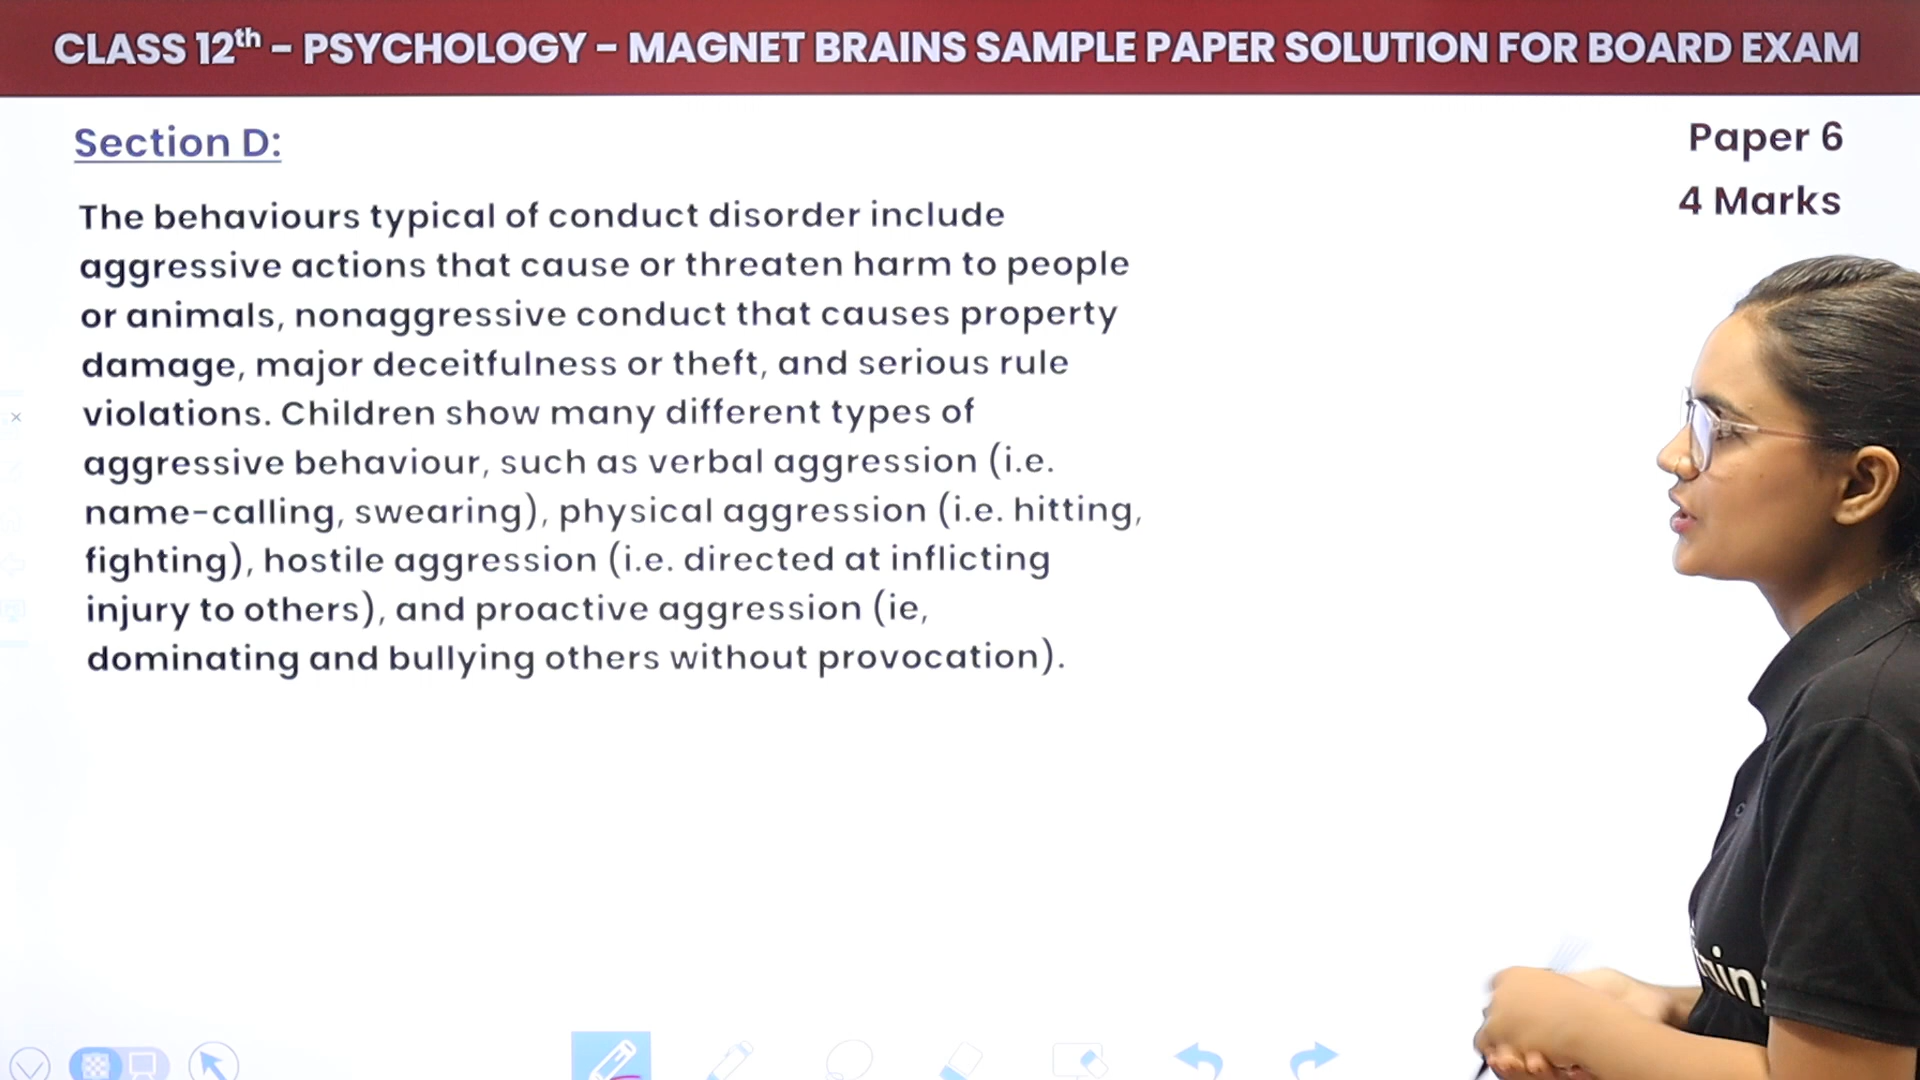 CLASS 12th – PSYCHOLOGY – MAGNET BRAINS SAMPLE PAPER SOLUTION FOR BOARD EXAM
Section D:
Paper 6
4 Marks
The behaviours typical of conduct disorder include
aggressive actions that cause or threaten harm to people
or animals, nonaggressive conduct that causes property
damage, major deceitfulness or theft, and serious rule
violations. Children show many different types of
aggressive behaviour, such as verbal aggression (i.e.
name-calling, swearing), physical aggression (i.e. hitting,
fighting), hostile aggression (i.e. directed at inflicting
injury to others), and proactive aggression (ie,
dominating and bullying others without provocation).